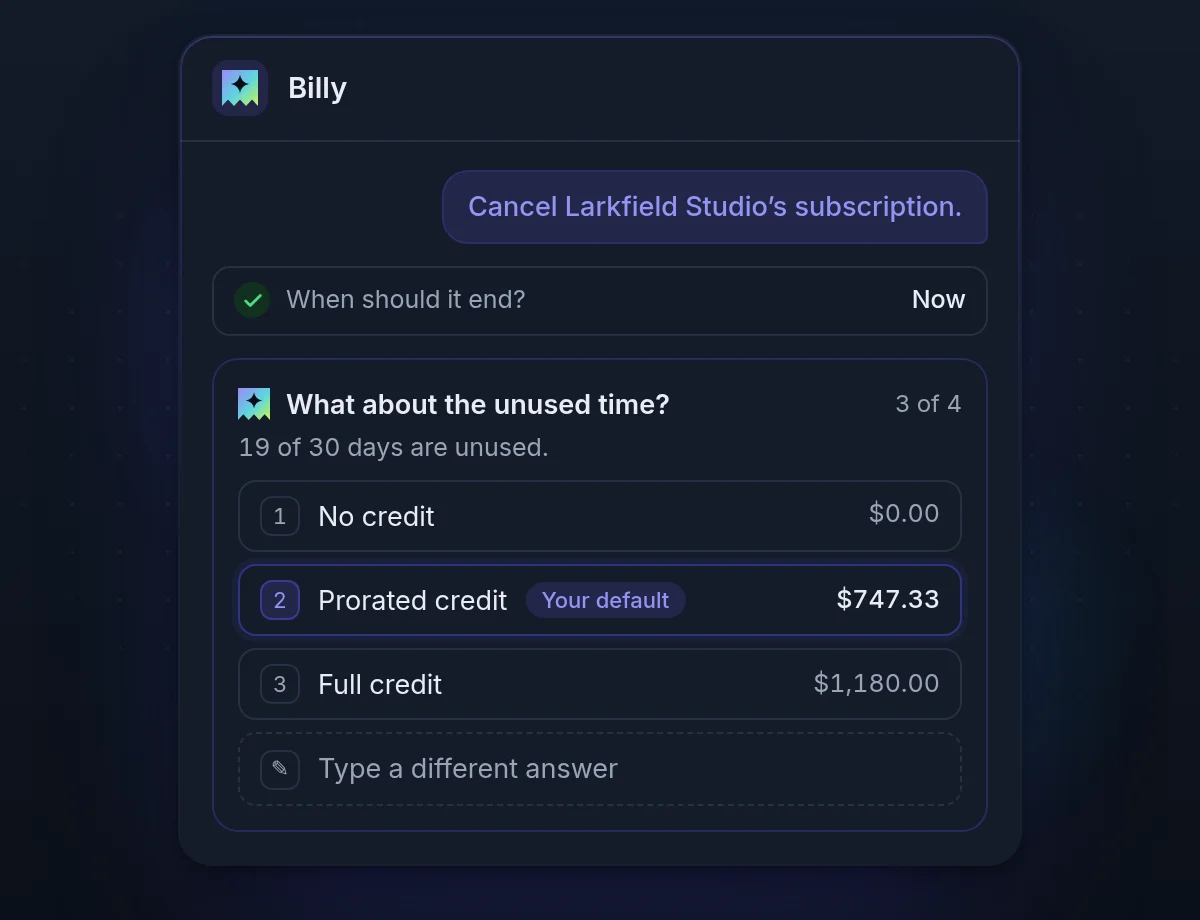 Billy
Cancel Larkfield Studio’s subscription.
When should it end? Now
What about the unused time? 3 of 4
19 of 30 days are unused.
1 No credit $0.00
2 Prorated credit Your default $747.33
3 Full credit $1,180.00
✎ Type a different answer